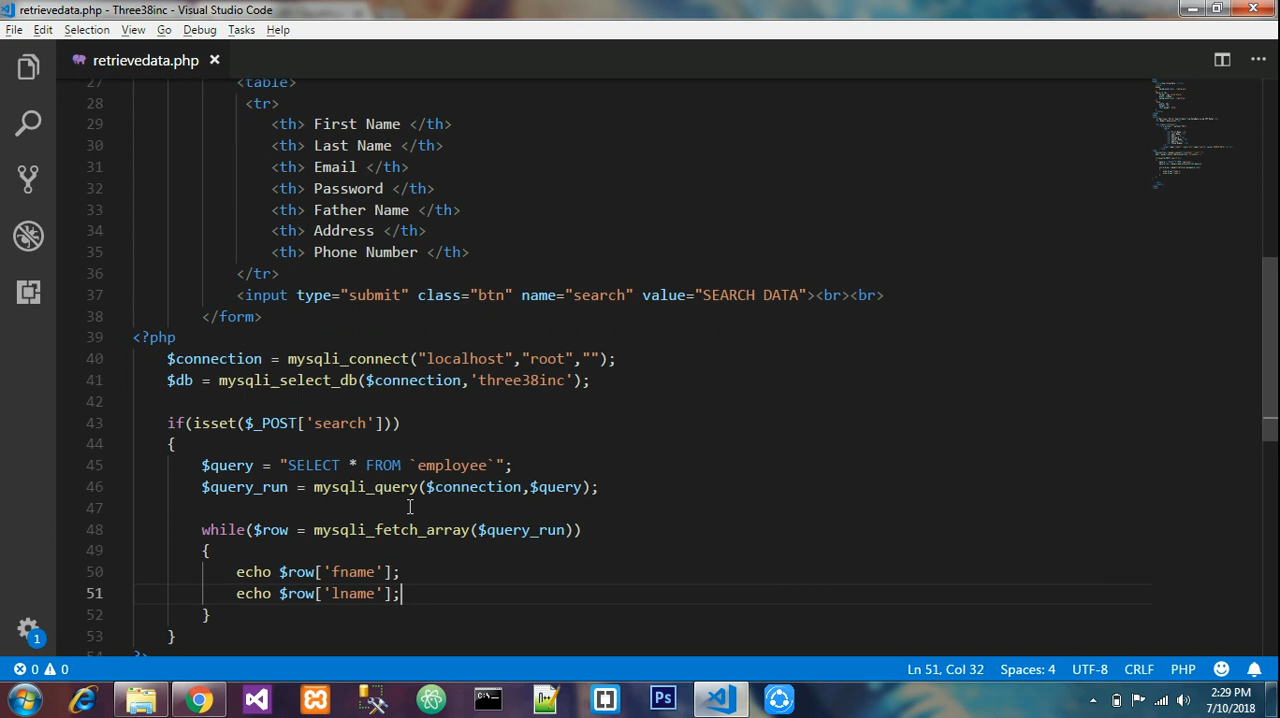 retrievedata.php - Three38inc - Visual Studio Code
File Edit Selection View Go Debug Tasks Help
retrievedata.php ×
27 <table>
28 <tr>
29 <th> First Name </th>
30 <th> Last Name </th>
31 <th> Email </th>
32 <th> Password </th>
33 <th> Father Name </th>
34 <th> Address </th>
35 <th> Phone Number </th>
36 </tr>
37 <input type="submit" class="btn" name="search" value="SEARCH DATA"><br><br>
38 </form>
39 <?php
40 $connection = mysqli_connect("localhost","root","");
41 $db = mysqli_select_db($connection,'three38inc');
42
43 if(isset($_POST['search']))
44 {
45 $query = "SELECT * FROM `employee`";
46 $query_run = mysqli_query($connection,$query);
47
48 while($row = mysqli_fetch_array($query_run))
49 {
50 echo $row['fname'];
51 echo $row['lname'];
52 }
53 }
54 ?>
1
0 0 Ln 51, Col 32 Spaces: 4 UTF-8 CRLF PHP
Ps
2:29 PM
7/10/2018